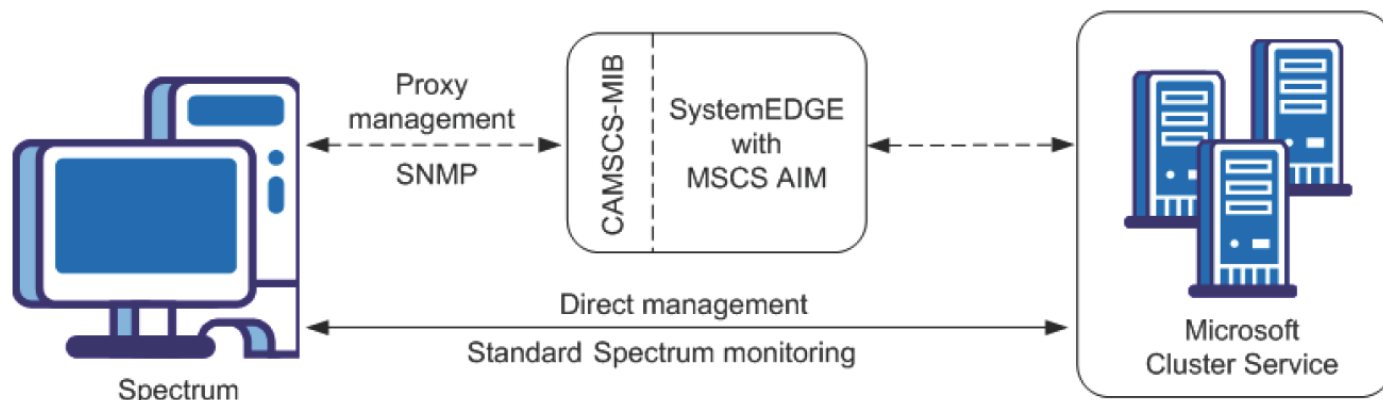 Proxy
management
SNMP
CAMSCS-MIB
SystemEDGE
with
MSCS AIM
Direct management
Standard Spectrum monitoring
Microsoft
Cluster Service
Spectrum